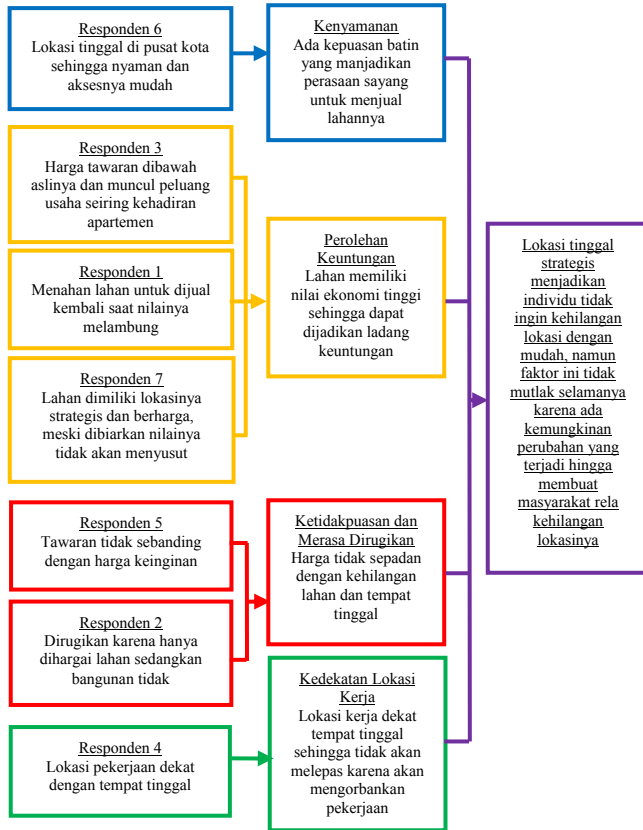 Responden 6
Lokasi tinggal di pusat kota
sehingga nyaman dan
aksesnya mudah
Kenyamanan
Ada kepuasan batin
yang manjadikan
perasaan sayang
untuk menjual
lahannya
Responden 3
Harga tawaran dibawah
aslinya dan muncul peluang
usaha seiring kehadiran
apartemen
Responden 1
Menahan lahan untuk dijual
kembali saat nilainya
melambung
Responden 7
Lahan dimiliki lokasinya
strategis dan berharga,
meski dibiarkan nilainya
tidak akan menyusut
Perolehan
Keuntungan
Lahan memiliki
nilai ekonomi tinggi
sehingga dapat
dijadikan ladang
keuntungan
Responden 5
Tawaran tidak sebanding
dengan harga keinginan
Responden 2
Dirugikan karena hanya
dihargai lahan sedangkan
bangunan tidak
Ketidakpuasan dan
Merasa Dirugikan
Harga tidak sepadan
dengan kehilangan
lahan dan tempat
tinggal
Responden 4
Lokasi pekerjaan dekat
dengan tempat tinggal
Kedekatan Lokasi
Kerja
Lokasi kerja dekat
tempat tinggal
sehingga tidak akan
melepas karena akan
mengorbankan
pekerjaan
Lokasi tinggal
strategis
menjadikan
individu tidak
ingin kehilangan
lokasi dengan
mudah, namun
faktor ini tidak
mutlak selamanya
karena ada
kemungkinan
perubahan yang
terjadi hingga
membuat
masyarakat rela
kehilangan
lokasinya